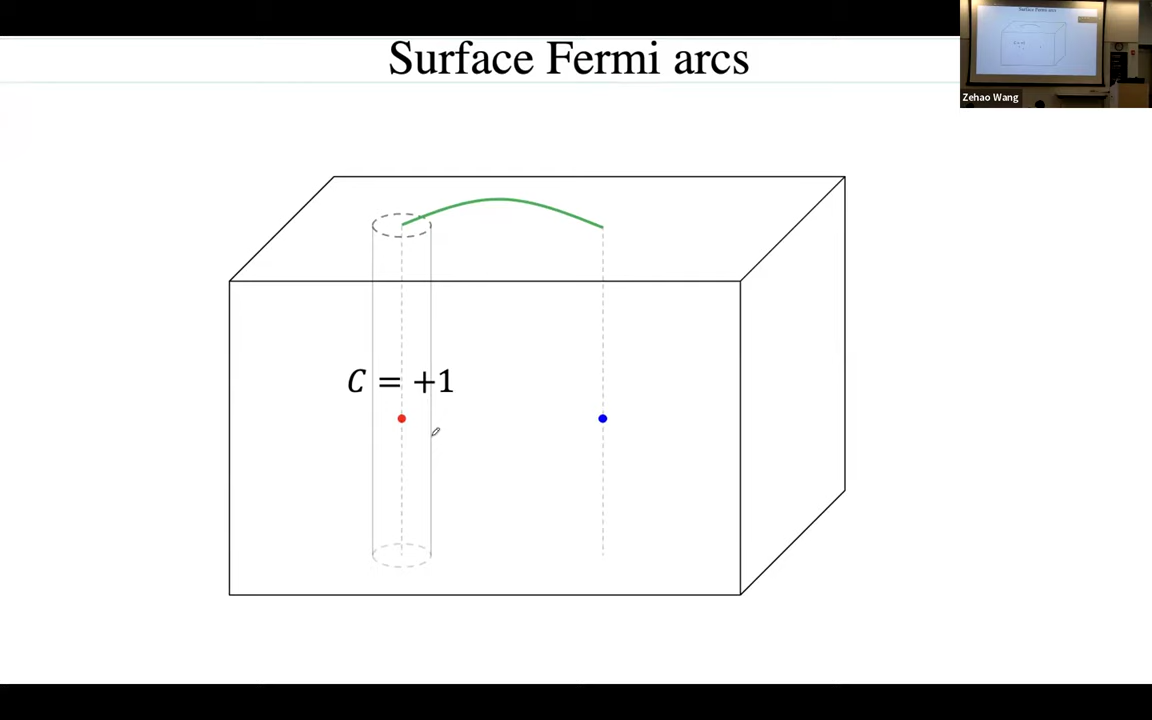 Surface Fermi arcs
Zehao Wang
C = +1